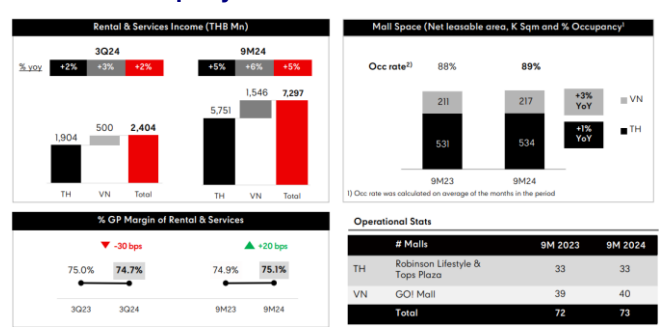 Rental & Services Income (THB Mn)
3Q24
9M24
% yoy
+2%
+3%
+2%
+5%
+6%
+5%
1,904
500
2,404
5,751
1,546
7,297
TH
VN
Total
TH
VN
Total
Mall Space (Net leasable area, K Sqm and % Occupancy¹
Occ rate²⁾
88%
89%
211
217
+3% YoY
VN
531
534
+1% YoY
TH
9M23
9M24
1) Occ rate was calculated on average of the months in the period
% GP Margin of Rental & Services
-30 bps
+20 bps
75.0%
74.7%
74.9%
75.1%
3Q23
3Q24
9M23
9M24
Operational Stats
# Malls
9M 2023
9M 2024
TH
Robinson Lifestyle &
Tops Plaza
33
33
VN
GO! Mall
39
40
Total
72
73